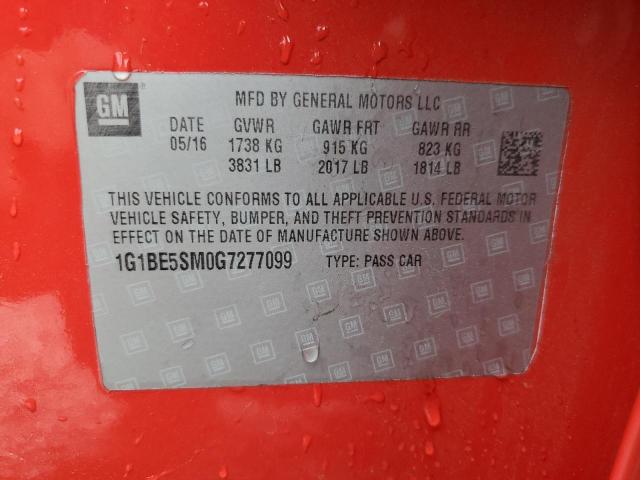 GM
MFD BY GENERAL MOTORS LLC
DATE GVWR GAWR FRT GAWR RR
05/16 1738 KG 915 KG 823 KG
3831 LB 2017 LB 1814 LB
THIS VEHICLE CONFORMS TO ALL APPLICABLE U.S. FEDERAL MOTOR
VEHICLE SAFETY, BUMPER, AND THEFT PREVENTION STANDARDS IN
EFFECT ON THE DATE OF MANUFACTURE SHOWN ABOVE.
1G1BE5SM0G7277099 TYPE: PASS CAR